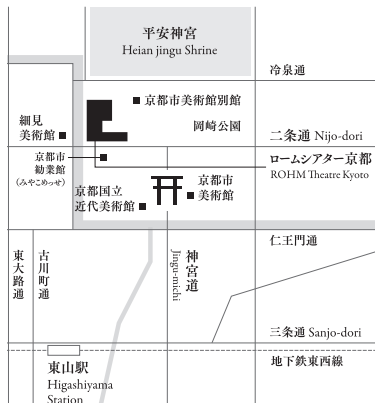 平安神宮
Heian jingu Shrine
冷泉通
京都市美術館別館
岡崎公園
細見
美術館
二条通 Nijo-dori
京都市
勧業館
(みやこめっせ)
ロームシアター京都
ROHM Theatre Kyoto
京都国立
近代美術館
京都市
美術館
仁王門通
東大路通
古川町通
神宮道
Jingu-michi
三条通 Sanjo-dori
地下鉄東西線
東山駅
Higashiyama
Station